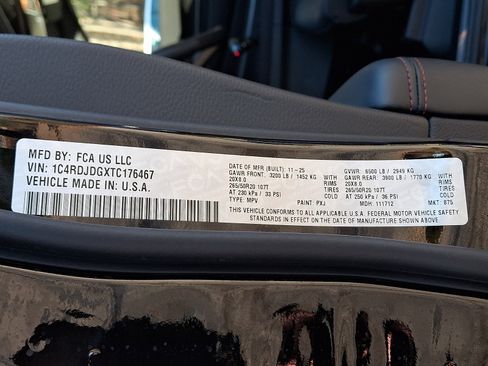 MFD BY: FCA US LLC
VIN: 1C4RDJDGXTC176467
VEHICLE MADE IN: U.S.A.
DATE OF MFR (BUILT): 11-25 GVWR: 6500 LB / 2949 KG
GAWR FRONT: 3200 LB / 1452 KG WITH GAWR REAR: 3900 LB / 1770 KG WITH
20X8.0 RIMS 20X8.0 RIMS
265/50R20 107T TIRES 265/50R20 107T TIRES
AT 230 kPa / 33 PSI COLD AT 250 kPa / 36 PSI COLD
TYPE: MPV MDH: 111712 MKT: 875
PAINT: PXJ
THIS VEHICLE CONFORMS TO ALL APPLICABLE U.S.A. FEDERAL MOTOR VEHICLE SAFETY
STANDARDS IN EFFECT ON THE DATE OF MANUFACTURE SHOWN ABOVE